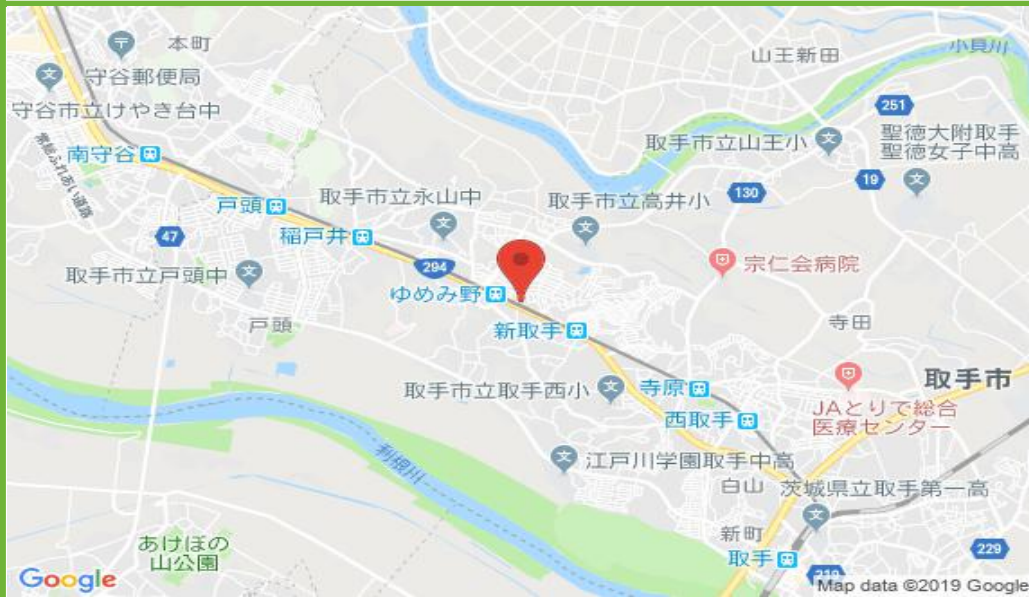 本町
山王新田
小貝川
守谷郵便局
守谷市立けやき台中
251
取手市立山王小
聖徳大附取手
聖徳女子中高
常総ふれあい道路
南守谷
19
130
戸頭
取手市立永山中
取手市立高井小
47
稲戸井
294
宗仁会病院
取手市立戸頭中
ゆめみ野
戸頭
新取手
寺田
取手市立取手西小
寺原
取手市
西取手
JAとりで総合
医療センター
利根川
江戸川学園取手中高
白山
茨城県立取手第一高
新町
あけぼの
山公園
取手
229
Google
Map data ©2019 Google